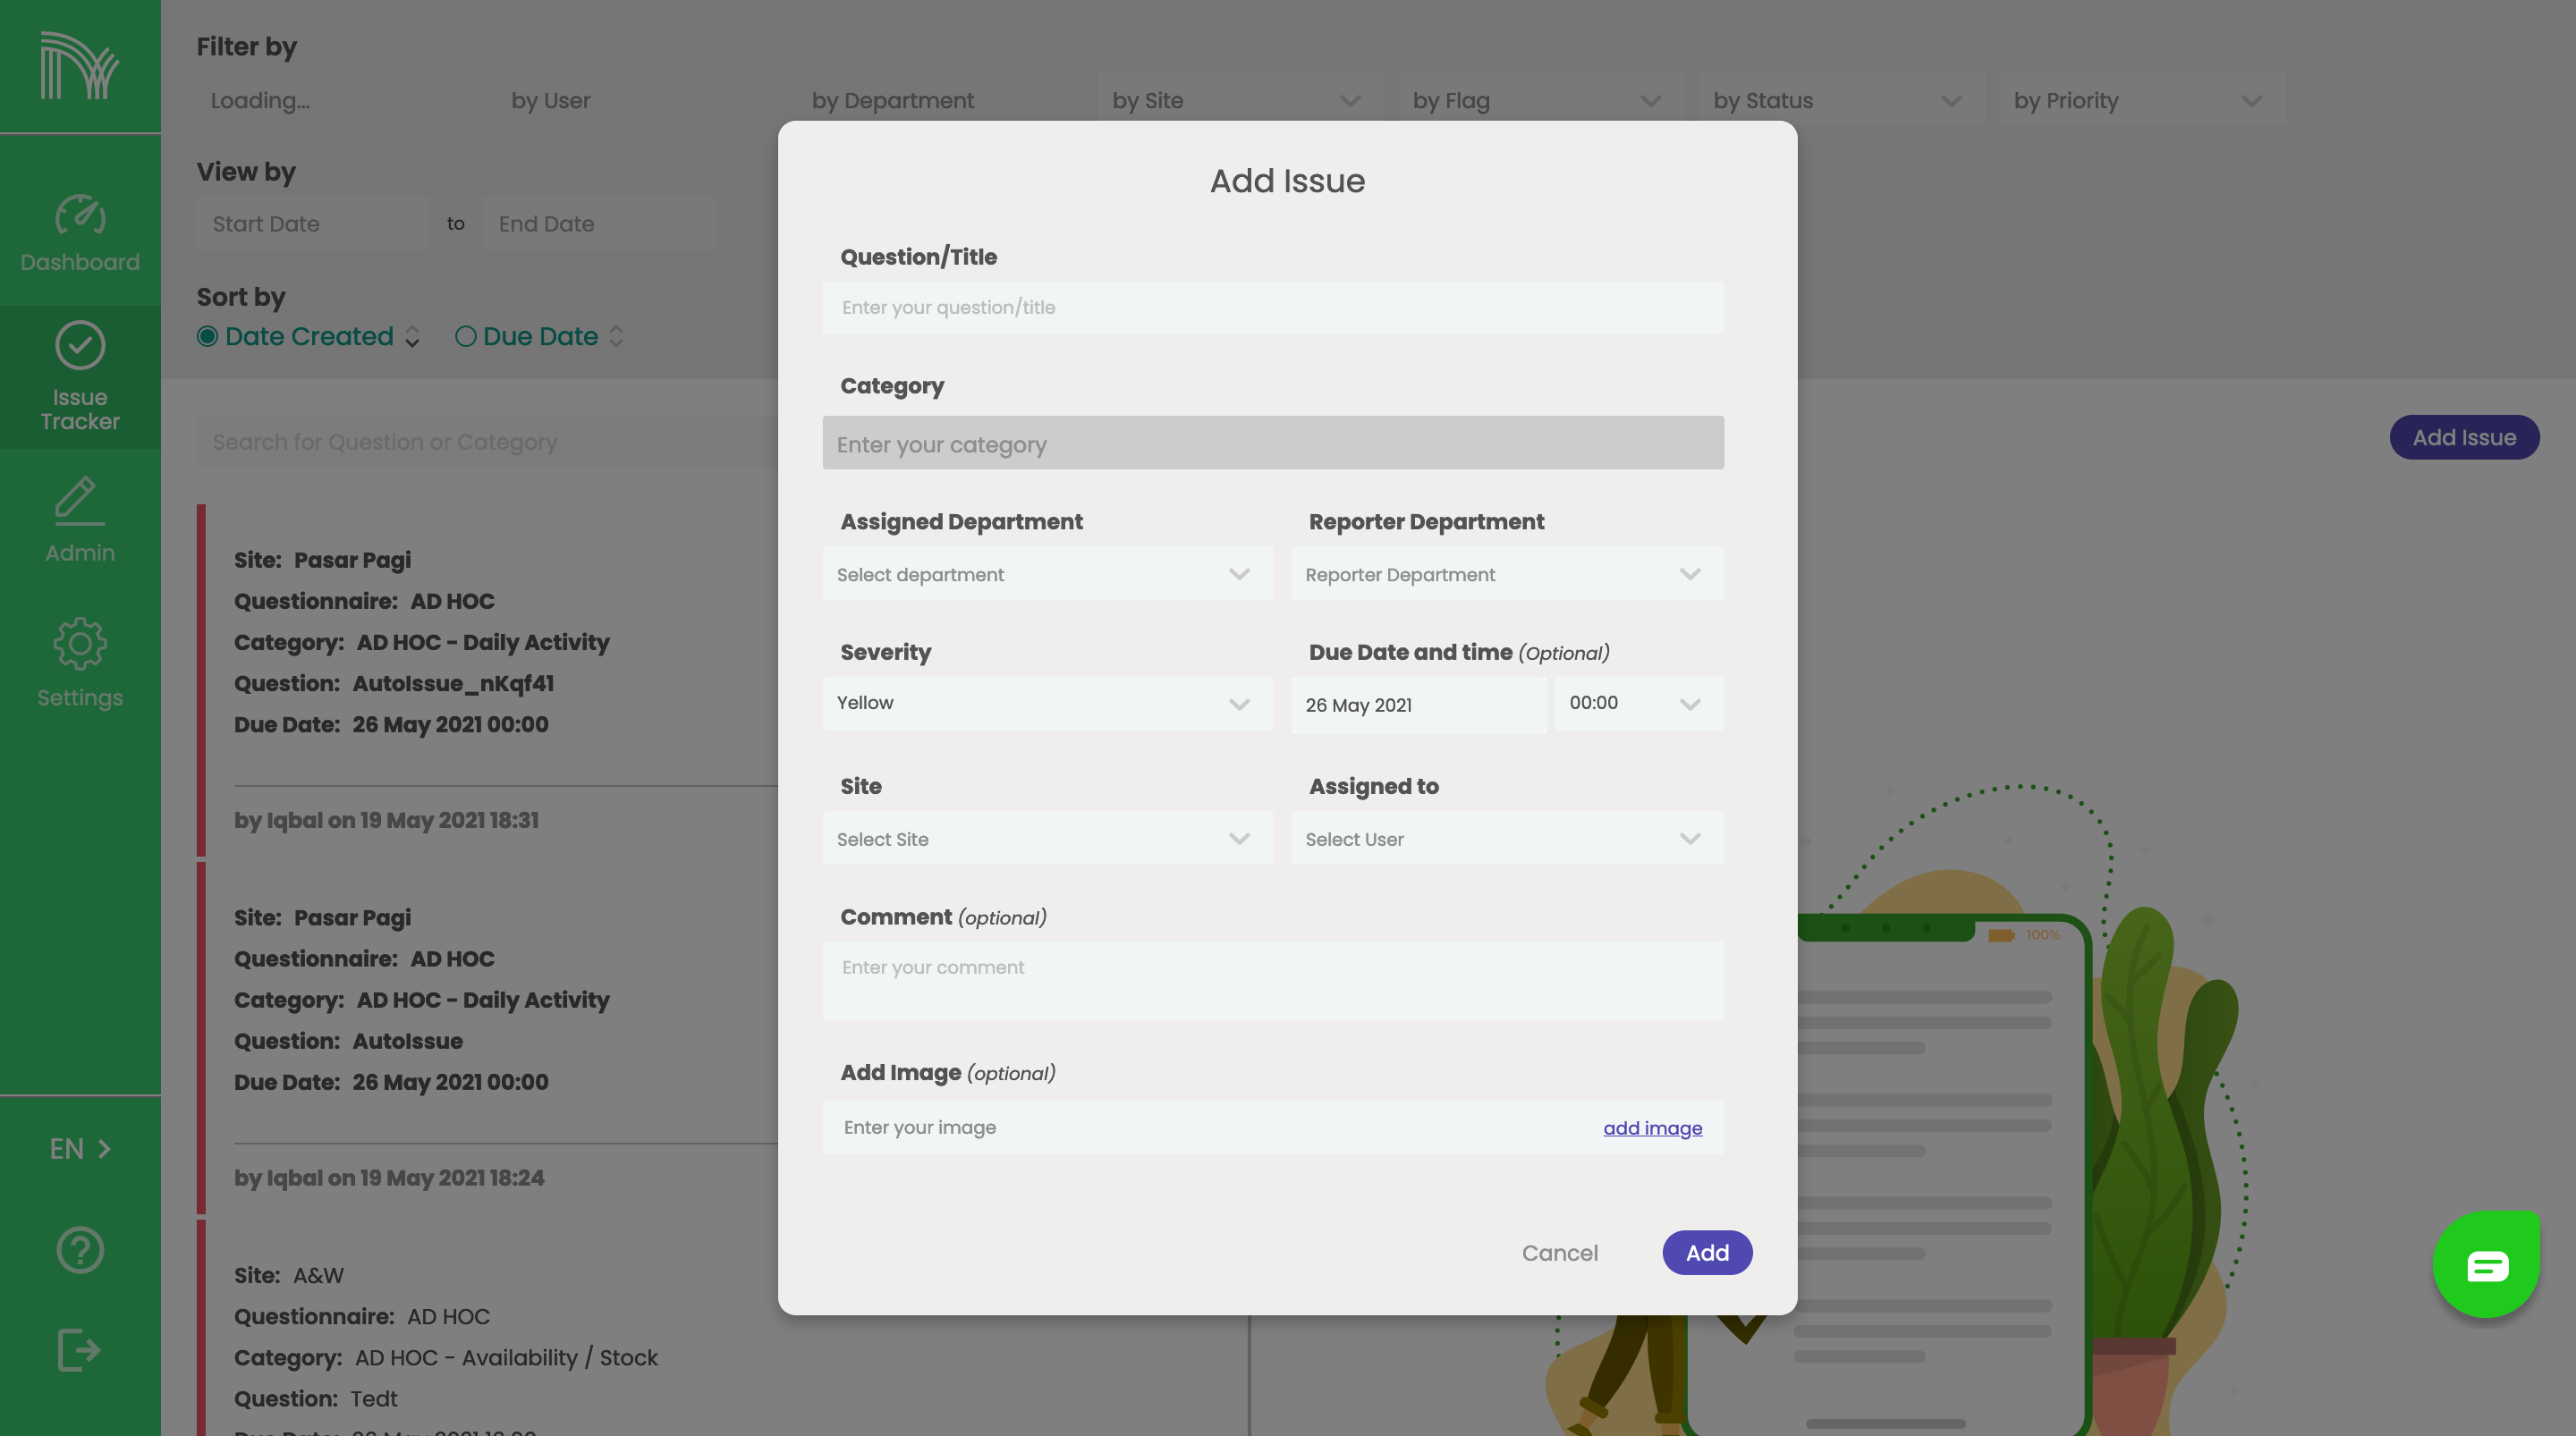 Filter by
Loading...
by User
by Department
by Site
by Flag
by Status
by Priority
View by
Start Date
to
End Date
Sort by
Date Created
Due Date
Dashboard
Issue
Tracker
Admin
Settings
EN
Search for Question or Category
Add Issue
Site: Pasar Pagi
Questionnaire: AD HOC
Category: AD HOC - Daily Activity
Question: AutoIssue_nKqf41
Due Date: 26 May 2021 00:00
by Iqbal on 19 May 2021 18:31
Site: Pasar Pagi
Questionnaire: AD HOC
Category: AD HOC - Daily Activity
Question: AutoIssue
Due Date: 26 May 2021 00:00
by Iqbal on 19 May 2021 18:24
Site: A&W
Questionnaire: AD HOC
Category: AD HOC - Availability / Stock
Question: Tedt
Add Issue
Question/Title
Enter your question/title
Category
Enter your category
Assigned Department
Select department
Reporter Department
Reporter Department
Severity
Yellow
Due Date and time (Optional)
26 May 2021
00:00
Site
Select Site
Assigned to
Select User
Comment (optional)
Enter your comment
Add Image (optional)
Enter your image
add image
Cancel
Add
100%